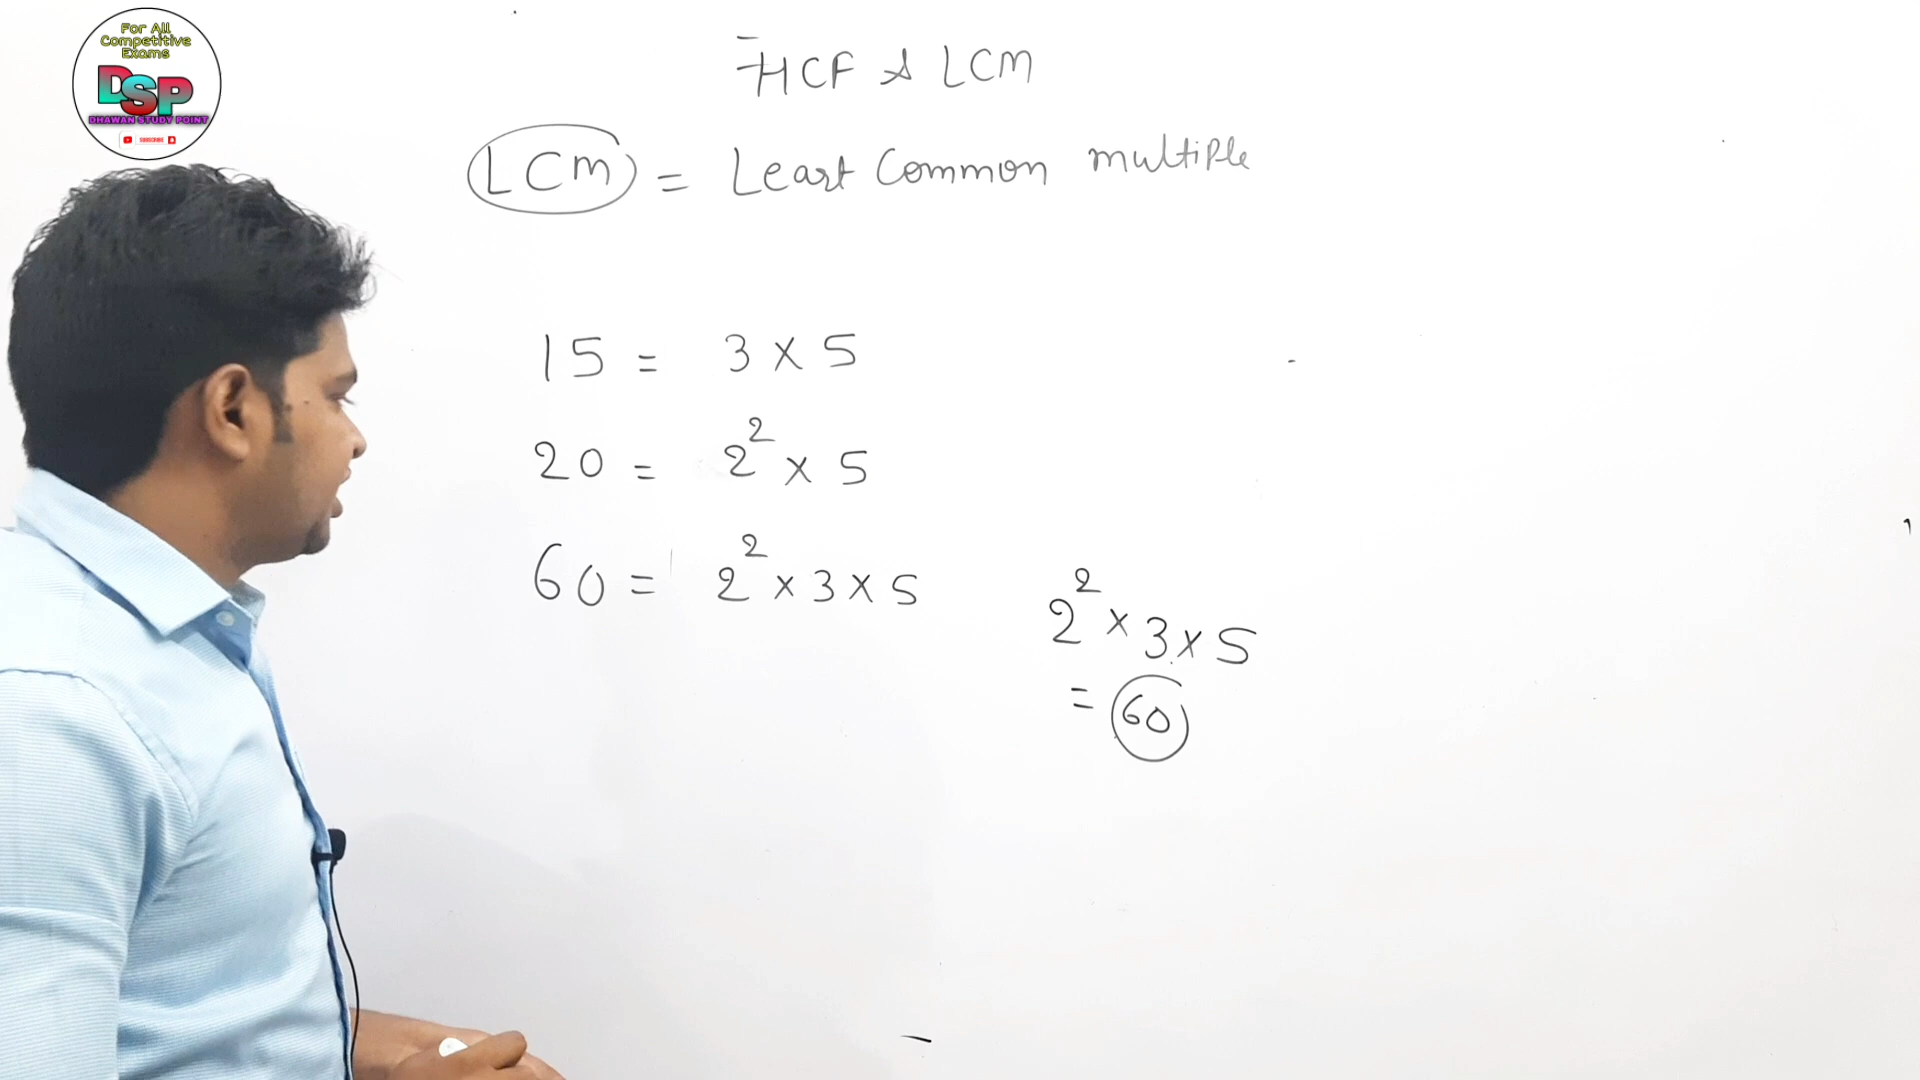 For All
Competitive
Exams
DSP
DHAWAN STUDY POINT
SUBSCRIBE
HCF & LCM
LCM = Least Common multiple
15 = 3 × 5
20 = 2² × 5
60 = 2² × 3 × 5
2² × 3 × 5
= 60